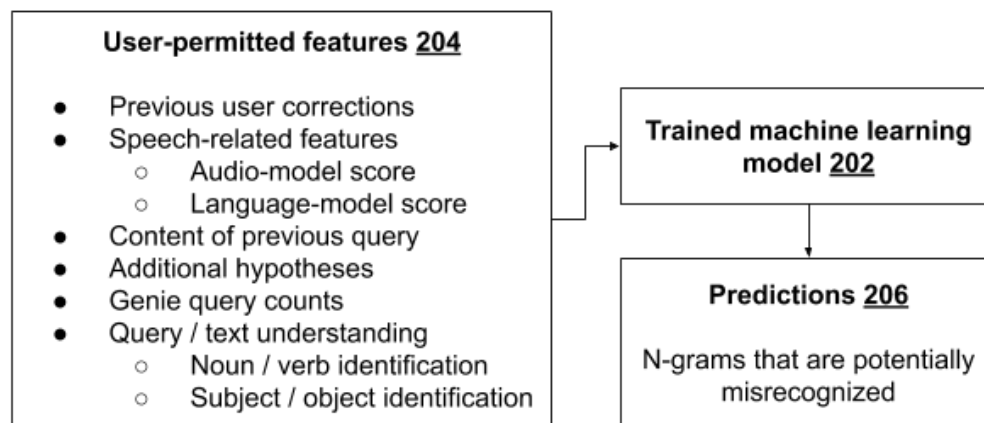 User-permitted features 204
● Previous user corrections
● Speech-related features
○ Audio-model score
○ Language-model score
● Content of previous query
● Additional hypotheses
● Genie query counts
● Query / text understanding
○ Noun / verb identification
○ Subject / object identification
Trained machine learning
model 202
Predictions 206
N-grams that are potentially
misrecognized